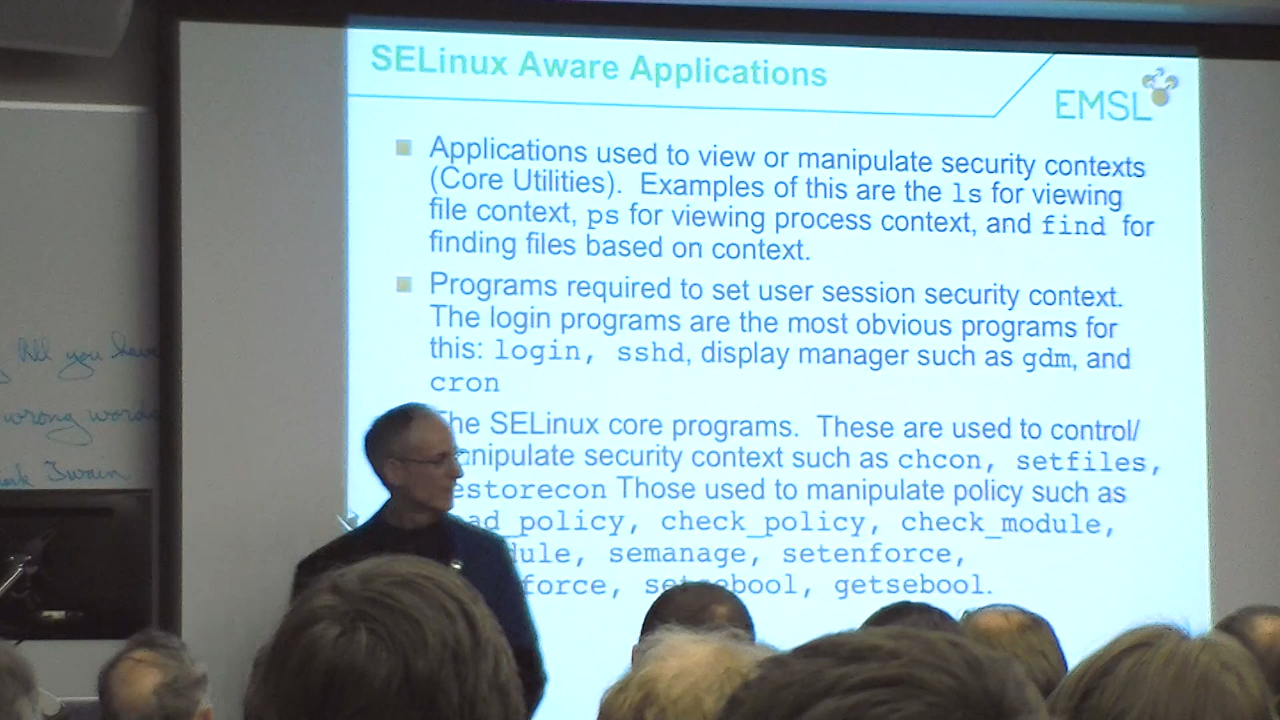 SELinux Aware Applications
EMSL
Applications used to view or manipulate security contexts
(Core Utilities). Examples of this are the ls for viewing
file context, ps for viewing process context, and find for
finding files based on context.
Programs required to set user session security context.
The login programs are the most obvious programs for
this: login, sshd, display manager such as gdm, and
cron
The SELinux core programs. These are used to control/
manipulate security context such as chcon, setfiles,
restorecon Those used to manipulate policy such as
check_policy, check_module,
semanage, setenforce,
getsebool.
All you have
wrong words
Twain